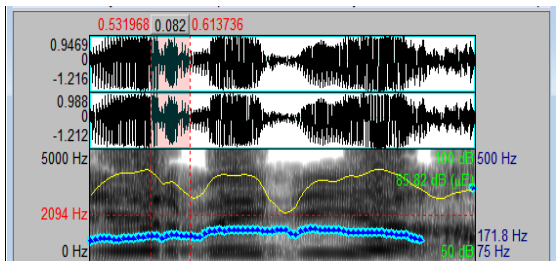 0.531968 0.082 0.613736
0.9469
0
-1.216
0.988
0
-1.212
5000 Hz 100 dB 500 Hz
85.82 dB (µE)
2094 Hz
171.8 Hz
0 Hz 50 dB 75 Hz